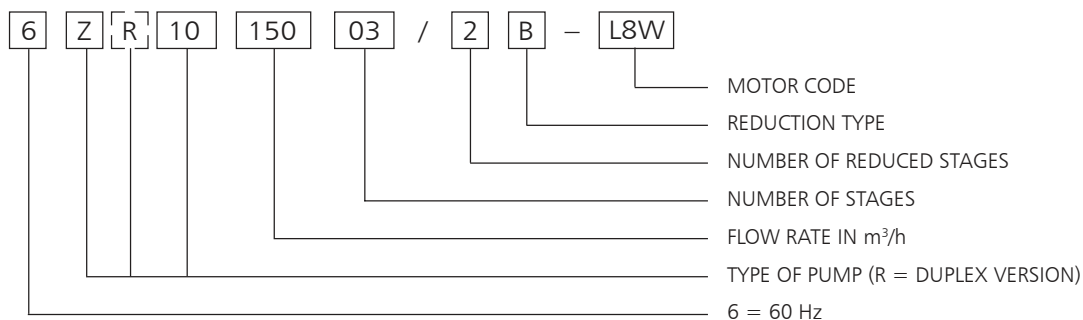 6 Z R 10 150 03 / 2 B – L8W
MOTOR CODE
REDUCTION TYPE
NUMBER OF REDUCED STAGES
NUMBER OF STAGES
FLOW RATE IN m³/h
TYPE OF PUMP (R = DUPLEX VERSION)
6 = 60 Hz